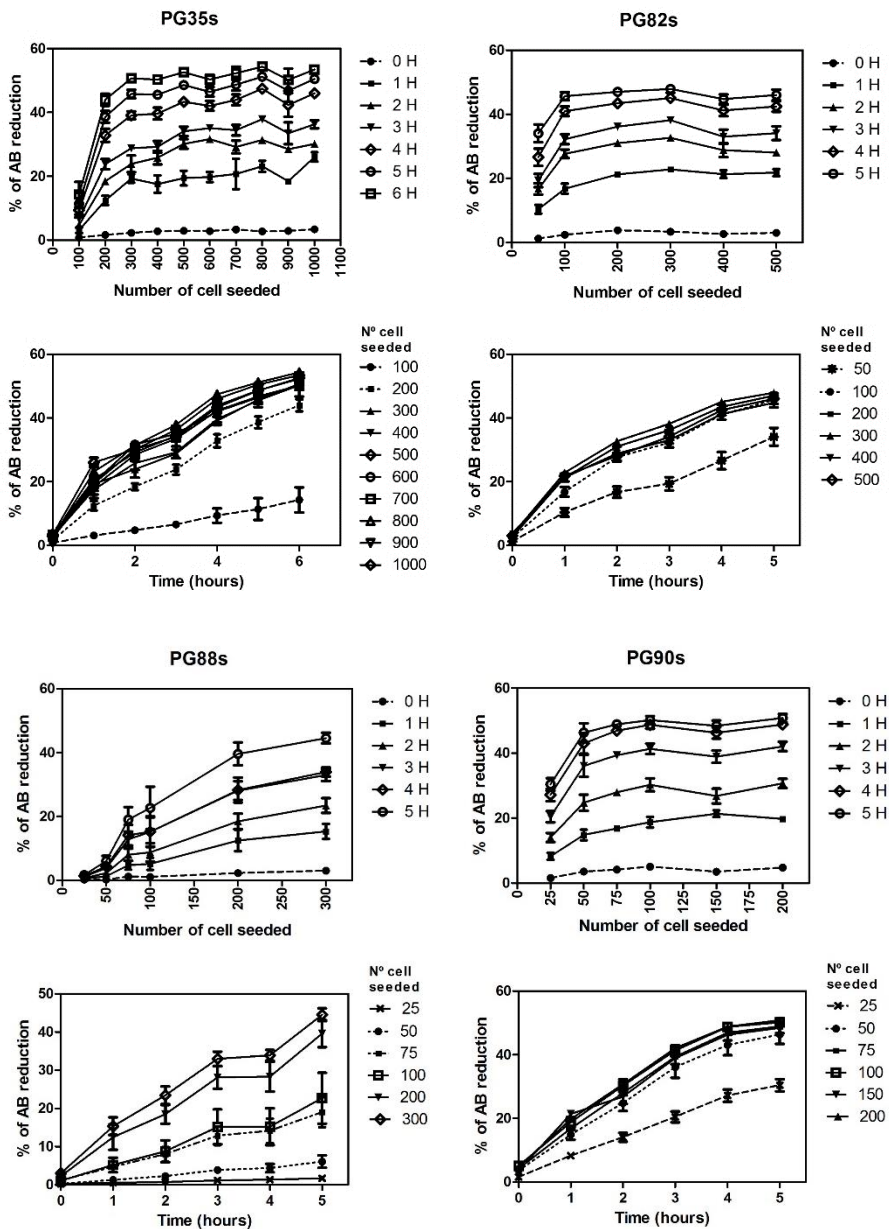 PG35s
% of AB reduction
60
40
20
0
100
200
300
400
500
600
700
800
900
1000
1100
Number of cell seeded
0 H
1 H
2 H
3 H
4 H
5 H
6 H
PG82s
% of AB reduction
60
40
20
0
100
200
300
400
500
Number of cell seeded
0 H
1 H
2 H
3 H
4 H
5 H
% of AB reduction
60
40
20
0
0
2
4
6
Time (hours)
Nº cell
seeded
100
200
300
400
500
600
700
800
900
1000
% of AB reduction
60
40
20
0
0
1
2
3
4
5
Time (hours)
Nº cell
seeded
50
100
200
300
400
500
PG88s
% of AB reduction
60
40
20
0
0
50
100
150
200
250
300
Number of cell seeded
0 H
1 H
2 H
3 H
4 H
5 H
PG90s
% of AB reduction
60
40
20
0
25
50
75
100
125
150
175
200
Number of cell seeded
0 H
1 H
2 H
3 H
4 H
5 H
% of AB reduction
50
40
30
20
10
0
0
1
2
3
4
5
Time (hours)
Nº cell
seeded
25
50
75
100
200
300
% of AB reduction
60
40
20
0
0
1
2
3
4
5
Time (hours)
Nº cell
seeded
25
50
75
100
150
200